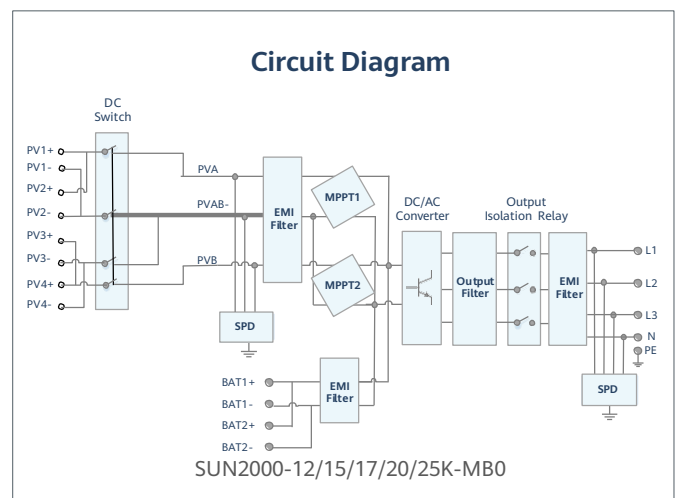 Circuit Diagram
DC
Switch
PV1+
PV1-
PV2+
PV2-
PV3+
PV3-
PV4+
PV4-
PVA
PVAB-
PVB
EMI
Filter
MPPT1
MPPT2
SPD
DC/AC
Converter
Output
Filter
Output
Isolation Relay
EMI
Filter
L1
L2
L3
N
PE
SPD
BAT1+
BAT1-
BAT2+
BAT2-
EMI
Filter
SUN2000-12/15/17/20/25K-MB0